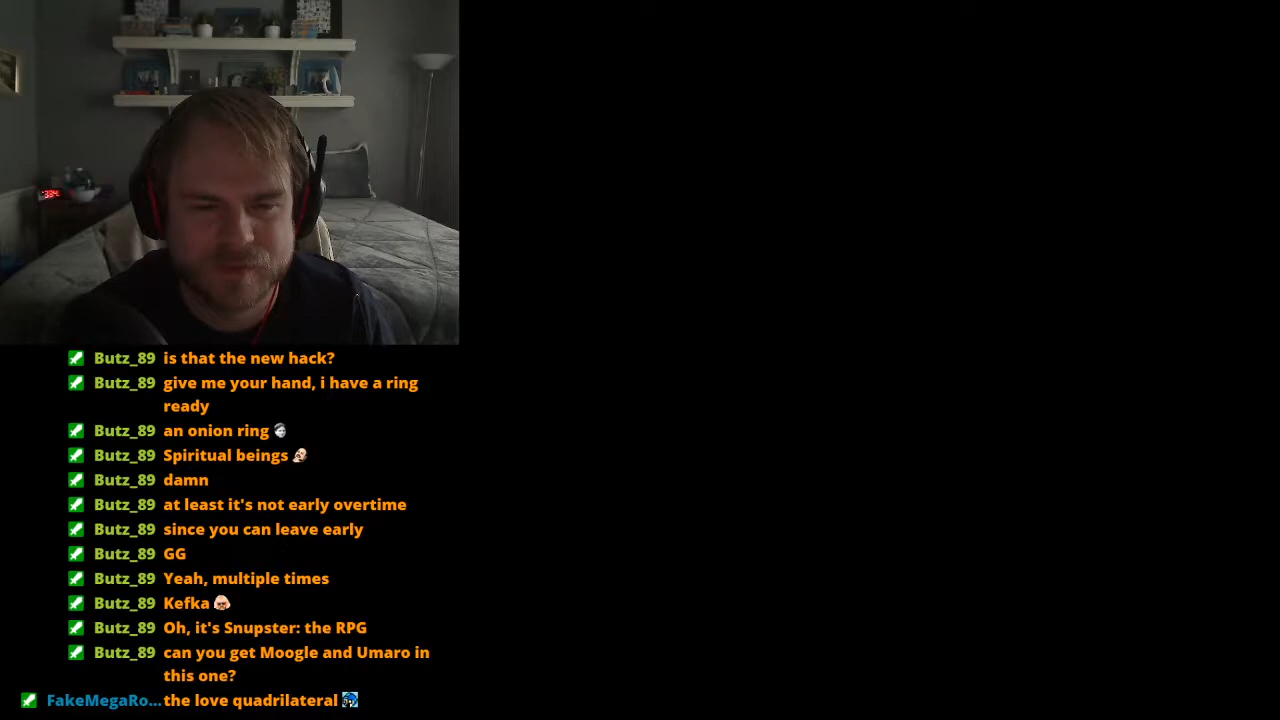 Butz_89 is that the new hack?
Butz_89 give me your hand, i have a ring
ready
Butz_89 an onion ring
Butz_89 Spiritual beings
Butz_89 damn
Butz_89 at least it's not early overtime
Butz_89 since you can leave early
Butz_89 GG
Butz_89 Yeah, multiple times
Butz_89 Kefka
Butz_89 Oh, it's Snupster: the RPG
Butz_89 can you get Moogle and Umaro in
this one?
FakeMegaRo... the love quadrilateral